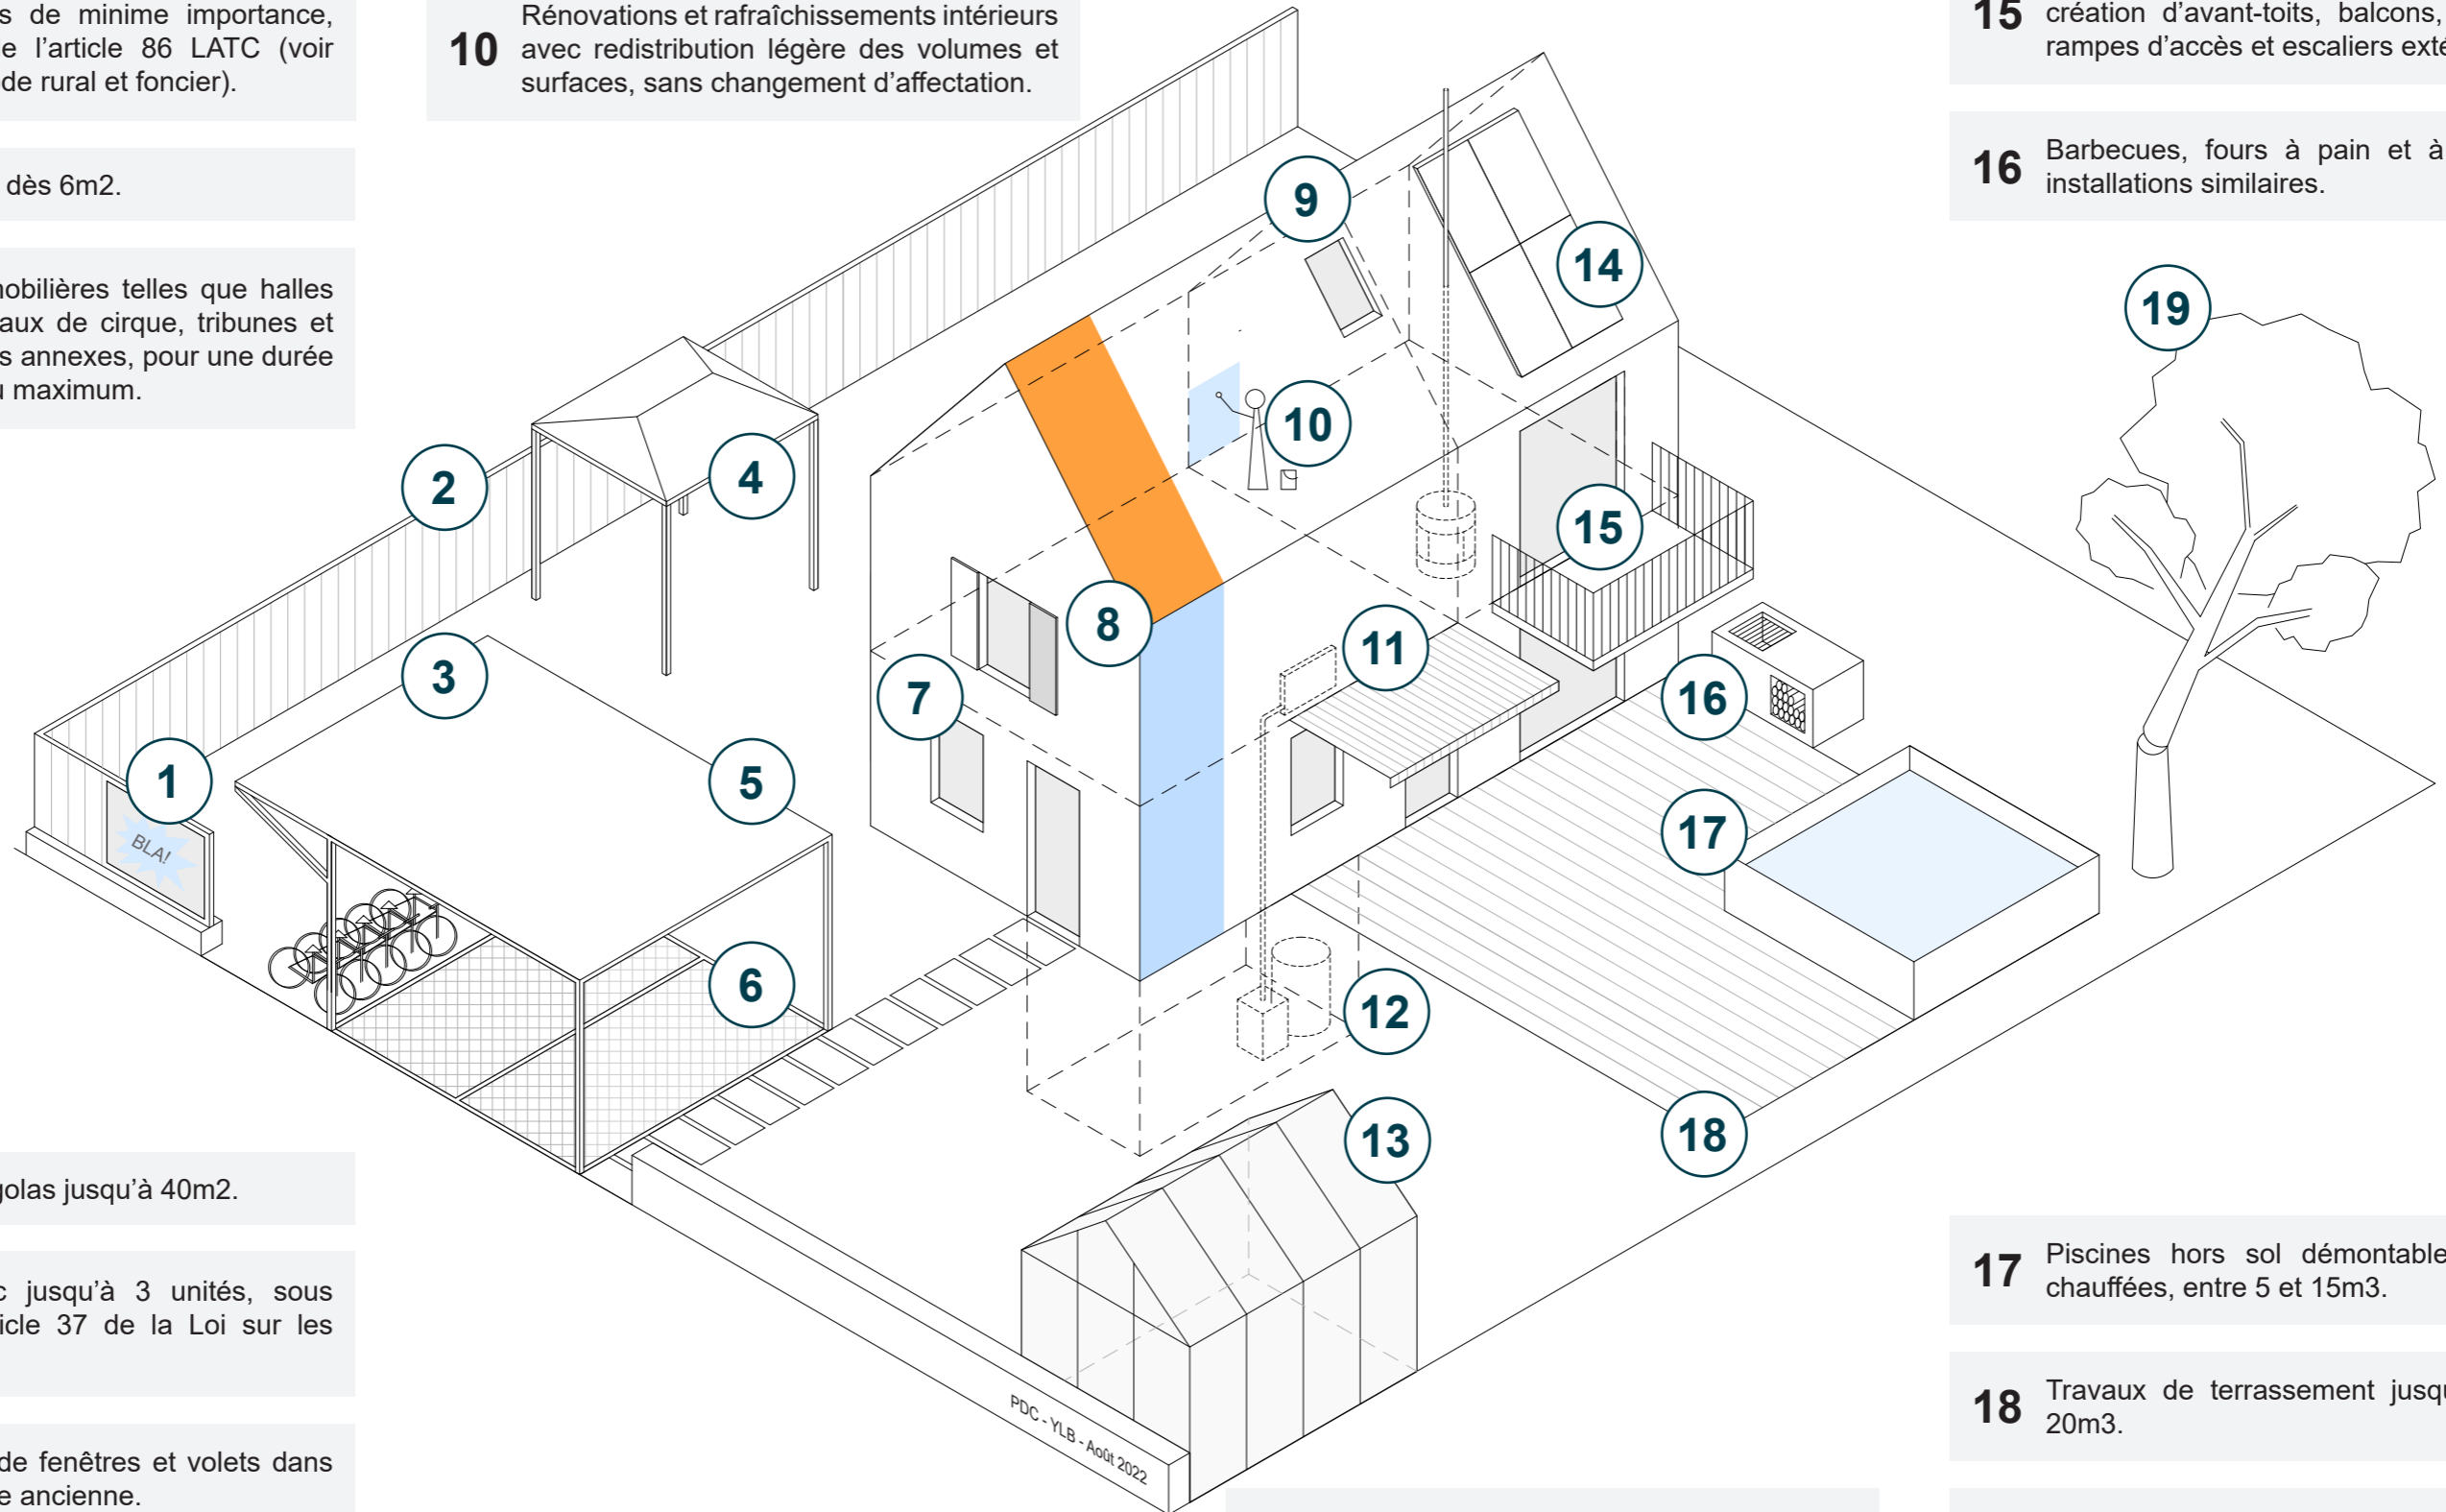 s de minime importance,
l'article 86 LATC (voir
de rural et foncier).
dès 6m2.
mobilières telles que halles
aux de cirque, tribunes et
s annexes, pour une durée
maximum.
10
Rénovations et rafraîchissements intérieurs
avec redistribution légère des volumes et
surfaces, sans changement d'affectation.
15
création d'avant-toits, balcons,
rampes d'accès et escaliers exté
16
Barbecues, fours à pain et à
installations similaires.
9
14
19
2
4
10
15
8
3
11
7
16
1
5
17
BLA!
6
12
18
13
PDC - YLB - Août 2022
golas jusqu'à 40m2.
c jusqu'à 3 unités, sous
icle 37 de la Loi sur les
de fenêtres et volets dans
e ancienne.
17
Piscines hors sol démontable
chauffées, entre 5 et 15m3.
18
Travaux de terrassement jusqu
20m3.